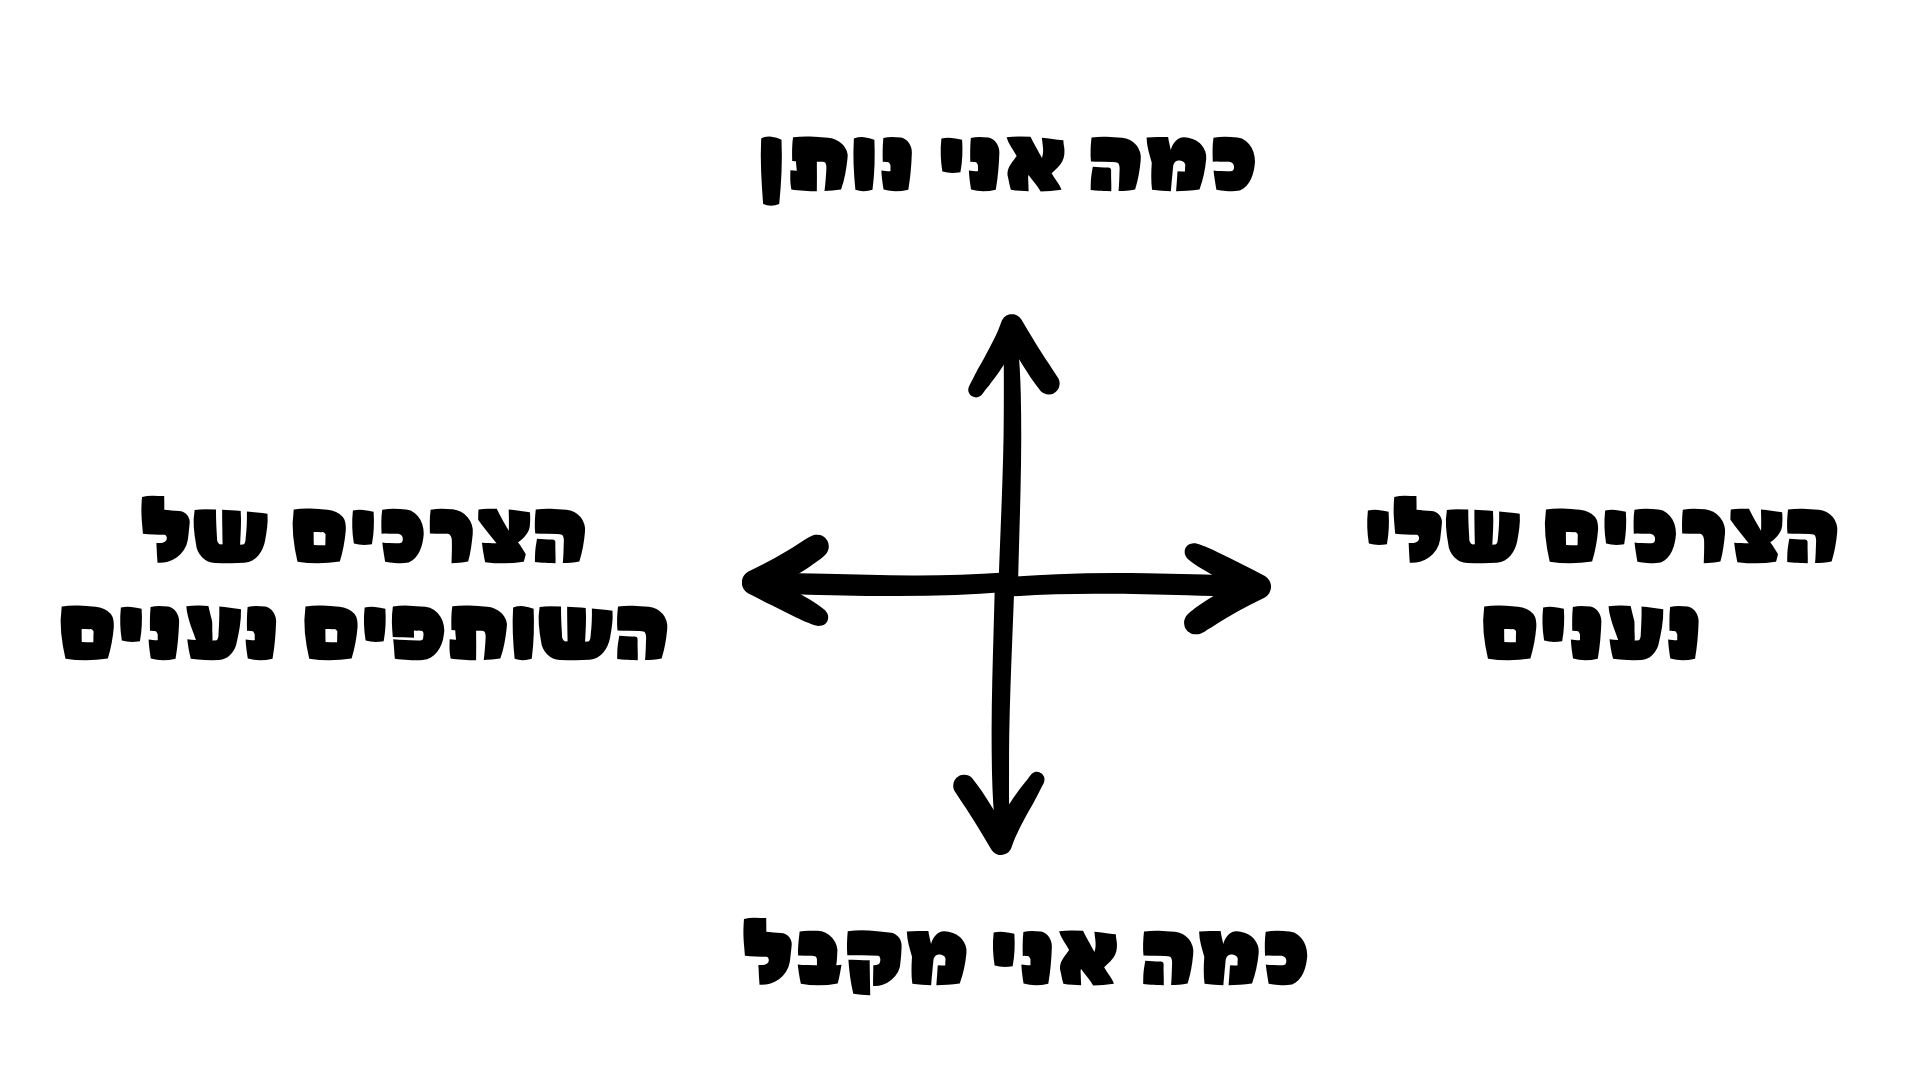 כמה אני נותן
הצרכים שלי
נענים
הצרכים של
השותפים נענים
כמה אני מקבל